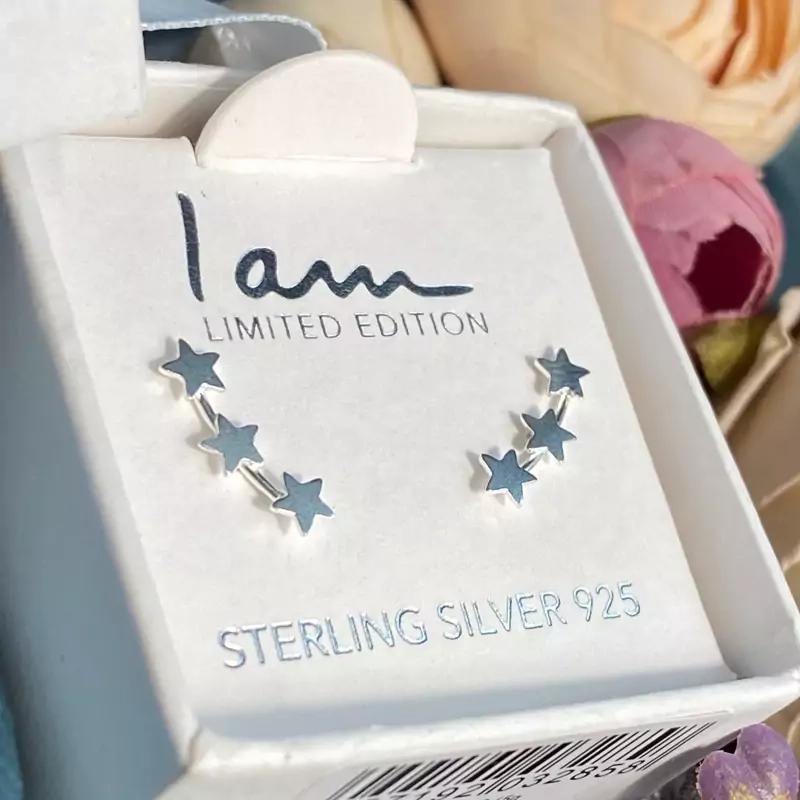 I am
LIMITED EDITION
STERLING SILVER 925